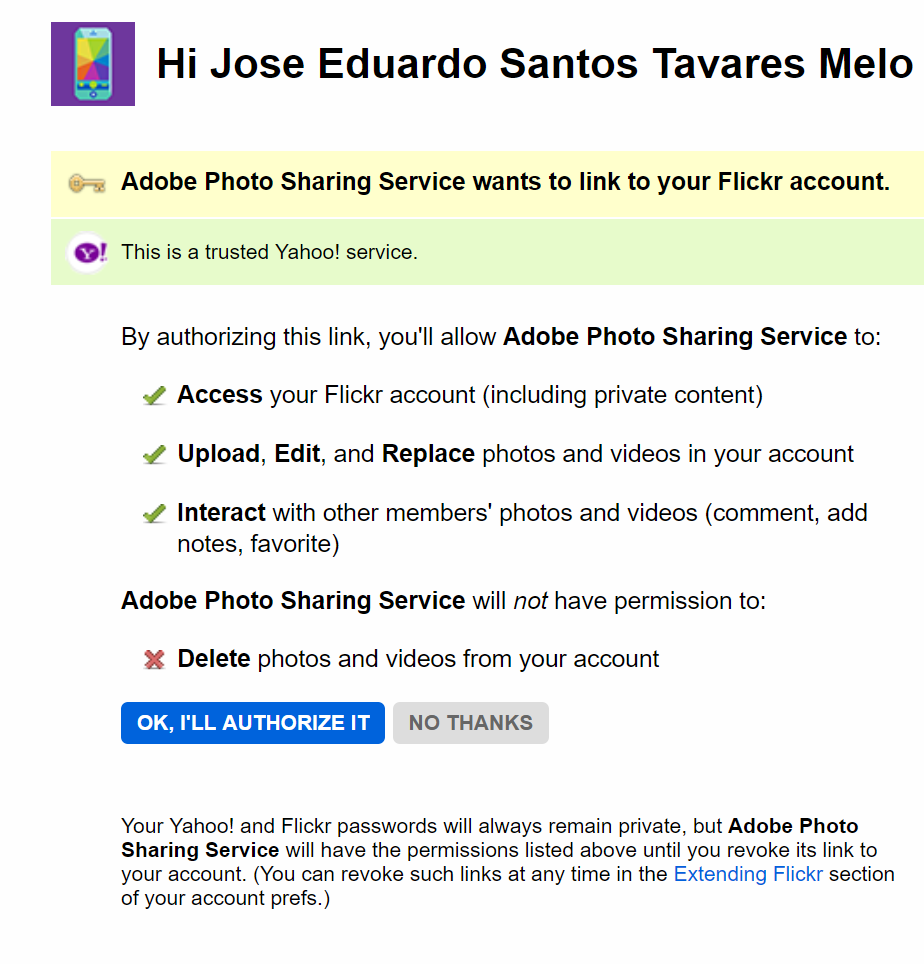 Hi Jose Eduardo Santos Tavares Melo
Adobe Photo Sharing Service wants to link to your Flickr account.
Y! This is a trusted Yahoo! service.
By authorizing this link, you'll allow Adobe Photo Sharing Service to:
Access your Flickr account (including private content)
Upload, Edit, and Replace photos and videos in your account
Interact with other members' photos and videos (comment, add
notes, favorite)
Adobe Photo Sharing Service will not have permission to:
Delete photos and videos from your account
OK, I'LL AUTHORIZE IT NO THANKS
Your Yahoo! and Flickr passwords will always remain private, but Adobe Photo
Sharing Service will have the permissions listed above until you revoke its link to
your account. (You can revoke such links at any time in the Extending Flickr section
of your account prefs.)